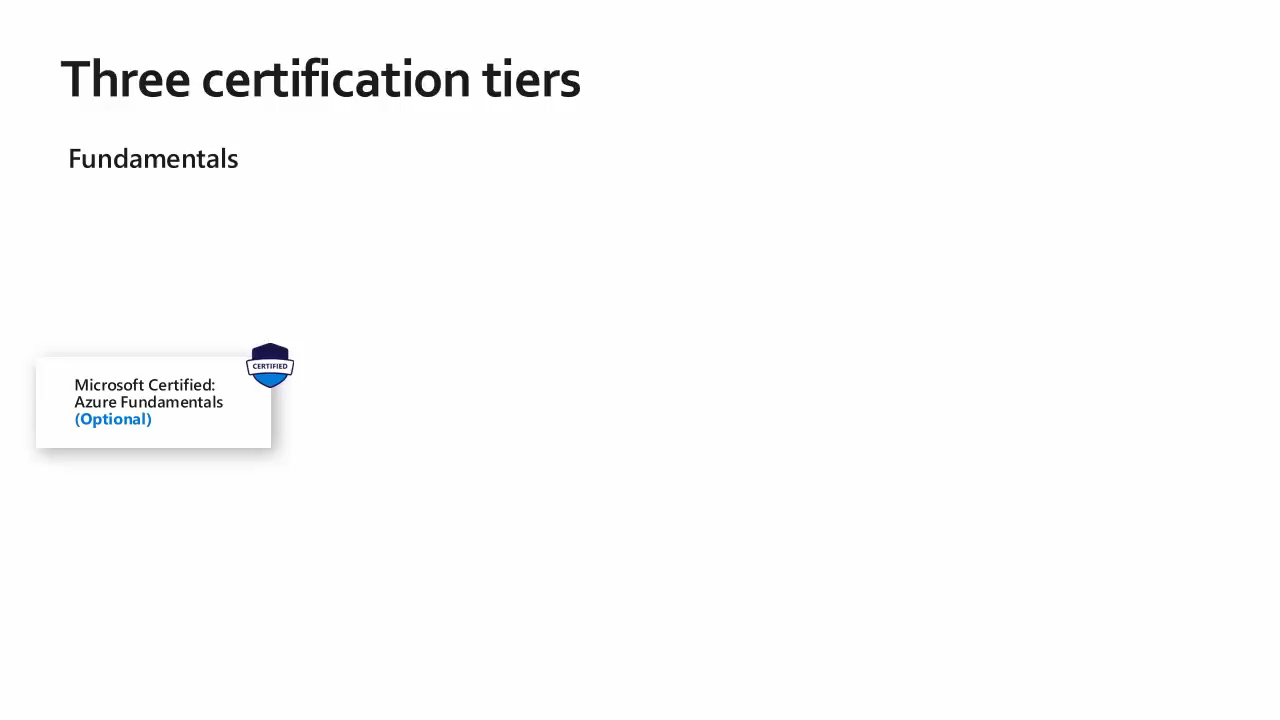 Three certification tiers
Fundamentals
CERTIFIED
Microsoft Certified:
Azure Fundamentals
(Optional)